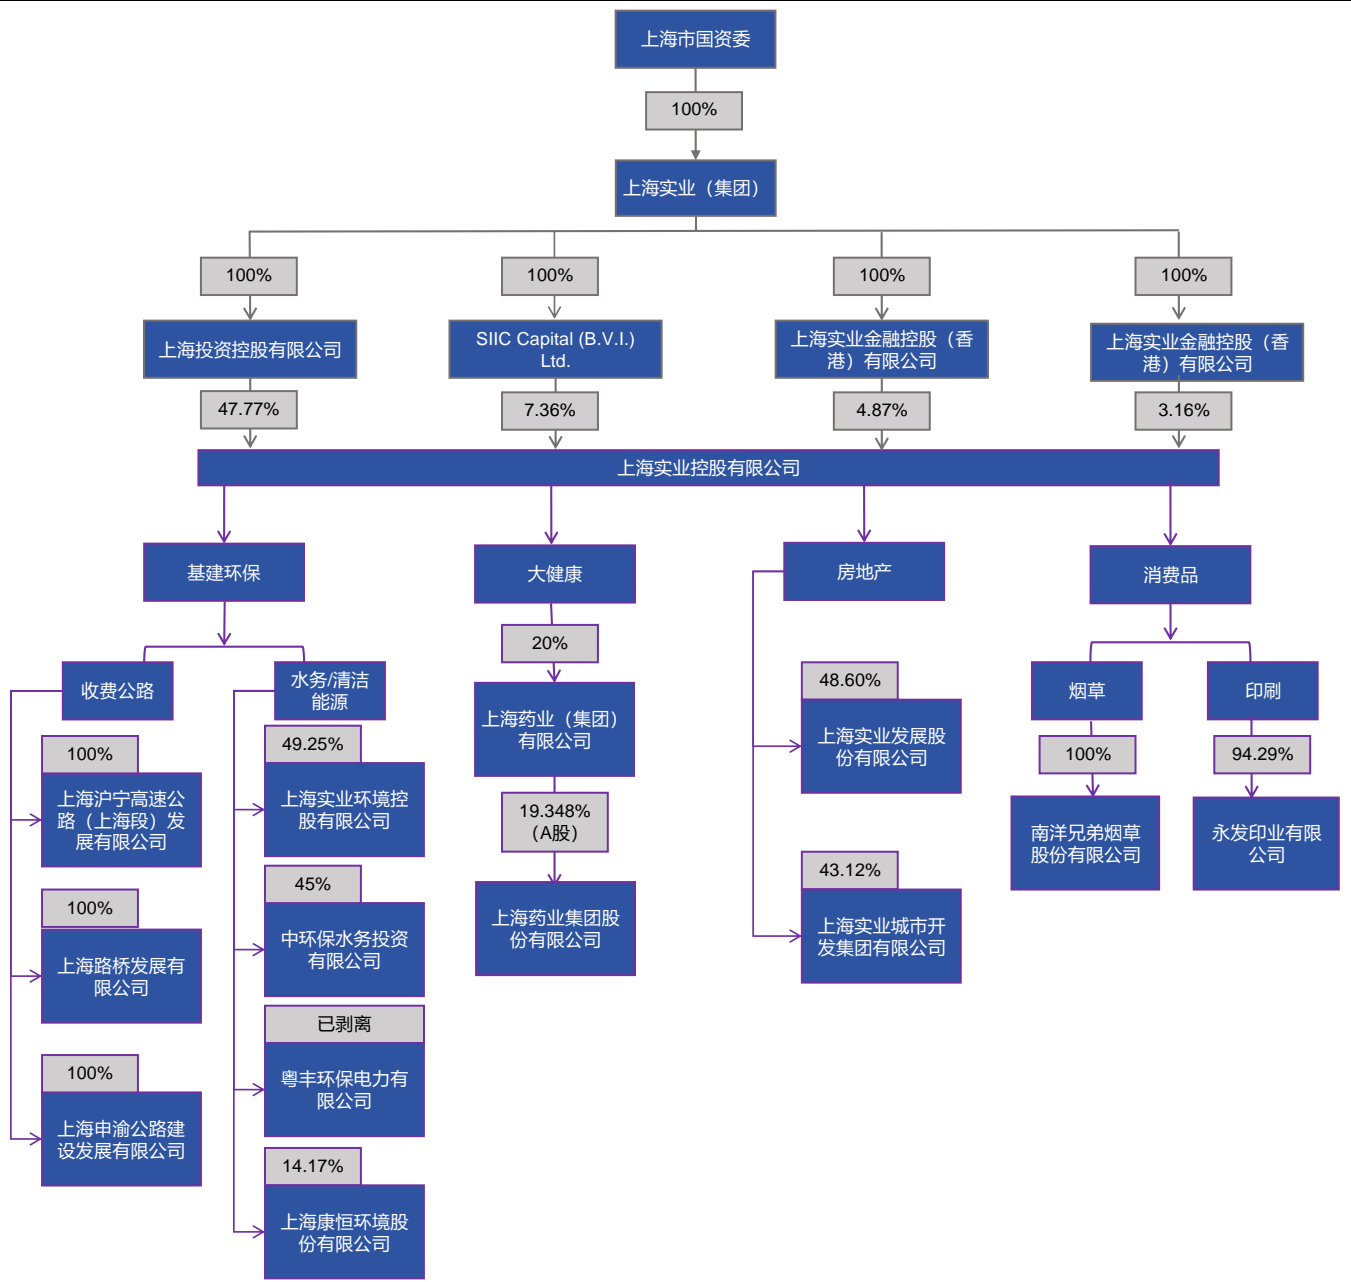 上海市国资委
100%
上海实业（集团）
100%
100%
100%
100%
上海投资控股有限公司
SIIC Capital (B.V.I.)
Ltd.
上海实业金融控股（香
港）有限公司
上海实业金融控股（香
港）有限公司
47.77%
7.36%
4.87%
3.16%
上海实业控股有限公司
基建环保
大健康
房地产
消费品
20%
收费公路
水务/清洁
能源
烟草
印刷
100%
上海沪宁高速公
路（上海段）发
展有限公司
100%
上海路桥发展有
限公司
100%
上海申渝公路建
设发展有限公司
49.25%
上海实业环境控
股有限公司
45%
中环保水务投资
有限公司
已剥离
粤丰环保电力有
限公司
14.17%
上海康恒环境股
份有限公司
上海药业（集团）
有限公司
19.348%
（A股）
上海药业集团股
份有限公司
48.60%
上海实业发展股
份有限公司
43.12%
上海实业城市开
发集团有限公司
100%
南洋兄弟烟草
股份有限公司
94.29%
永发印业有限
公司